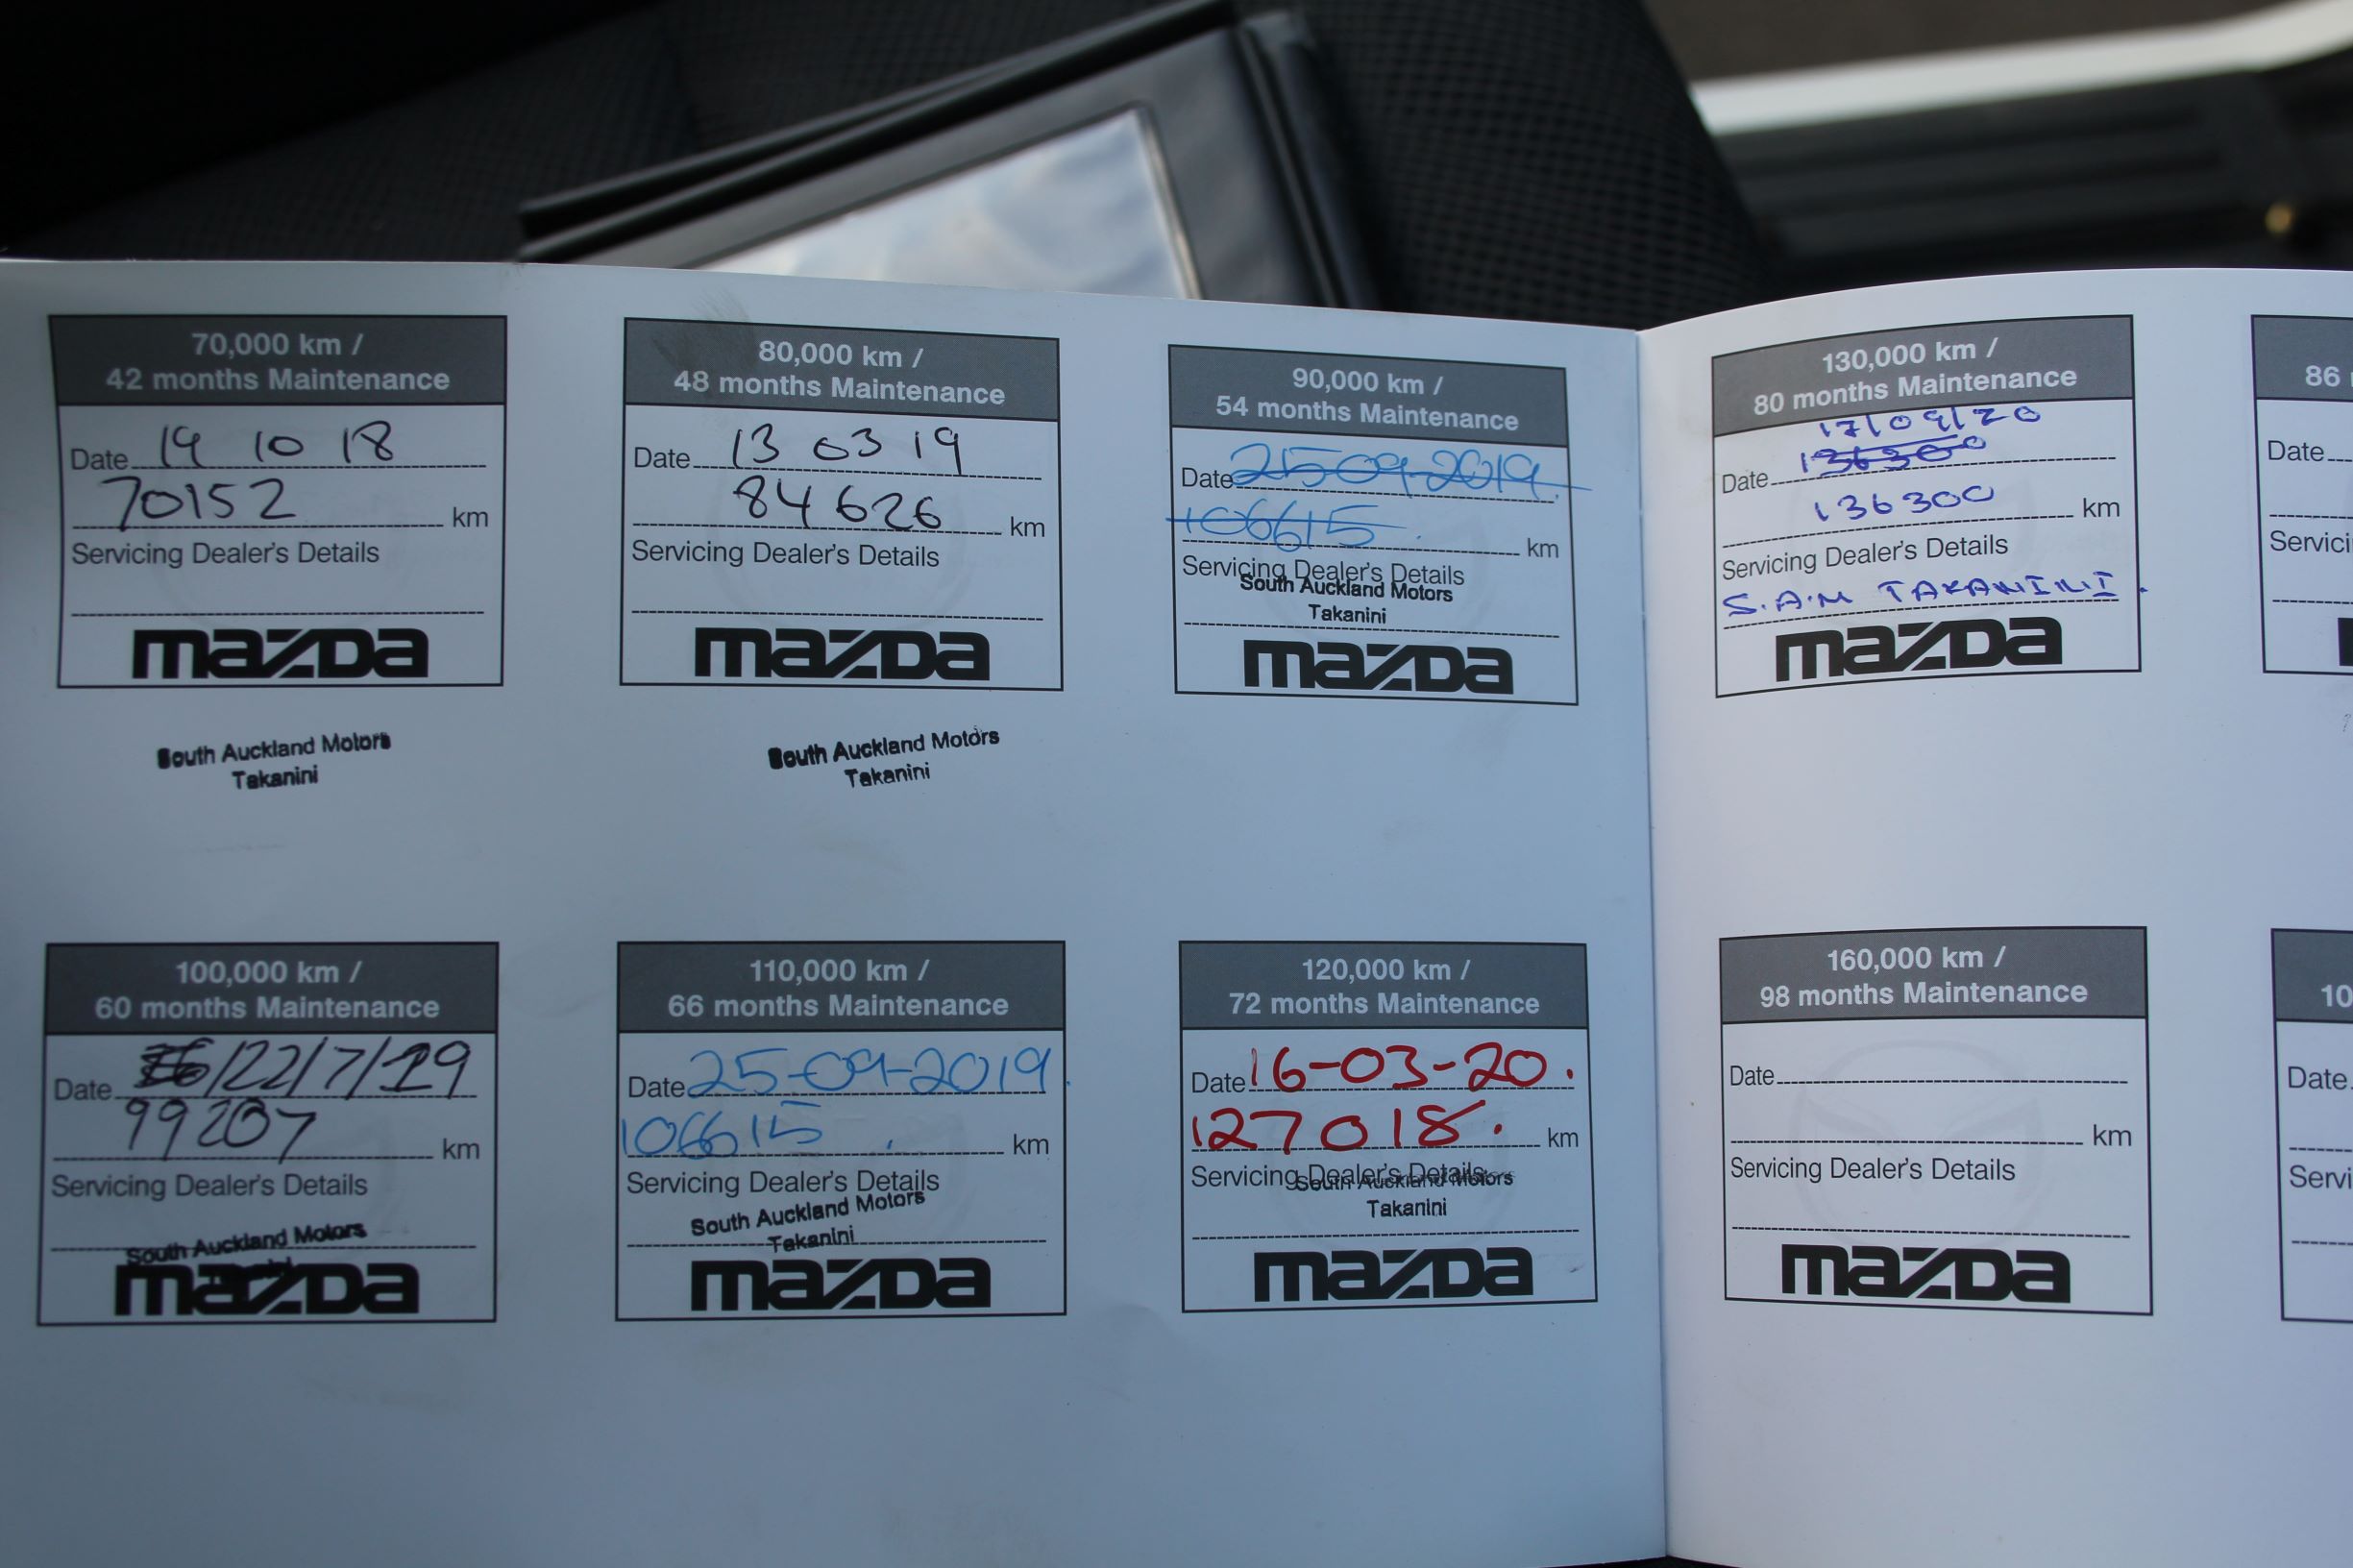 70,000 km /
42 months Maintenance
Date 19 10 18
70152 km
Servicing Dealer's Details
mazda
South Auckland Motors
Takanini
80,000 km /
48 months Maintenance
Date 13 03 19
84626 km
Servicing Dealer's Details
mazda
South Auckland Motors
Takanini
90,000 km /
54 months Maintenance
Date 25-09-2019
106615 km
Servicing Dealer's Details
South Auckland Motors
Takanini
mazda
130,000 km /
80 months Maintenance
17/09/20
Date 136300
136300 km
Servicing Dealer's Details
S.A.M TAKANINI.
mazda
86
Date
Servici
100,000 km /
60 months Maintenance
Date /22/7/19
99207 km
Servicing Dealer's Details
South Auckland Motors
mazda
110,000 km /
66 months Maintenance
Date 25-09-2019.
106615 km
Servicing Dealer's Details
South Auckland Motors
Takanini
mazda
120,000 km /
72 months Maintenance
Date 16-03-20.
127018. km
Servicing Dealer's Details
South Auckland Motors
Takanini
mazda
160,000 km /
98 months Maintenance
Date
km
Servicing Dealer's Details
mazda
10
Date
Servi